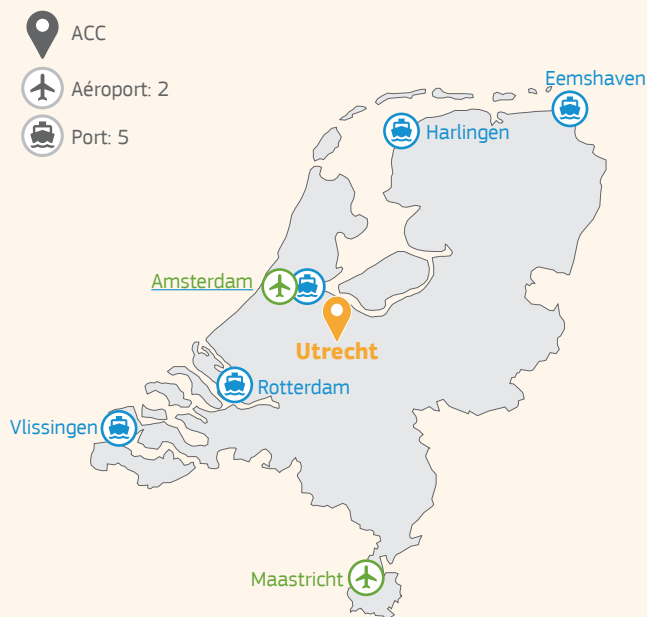 ACC
Aéroport: 2
Port: 5
Eemshaven
Harlingen
Amsterdam
Utrecht
Rotterdam
Vlissingen
Maastricht